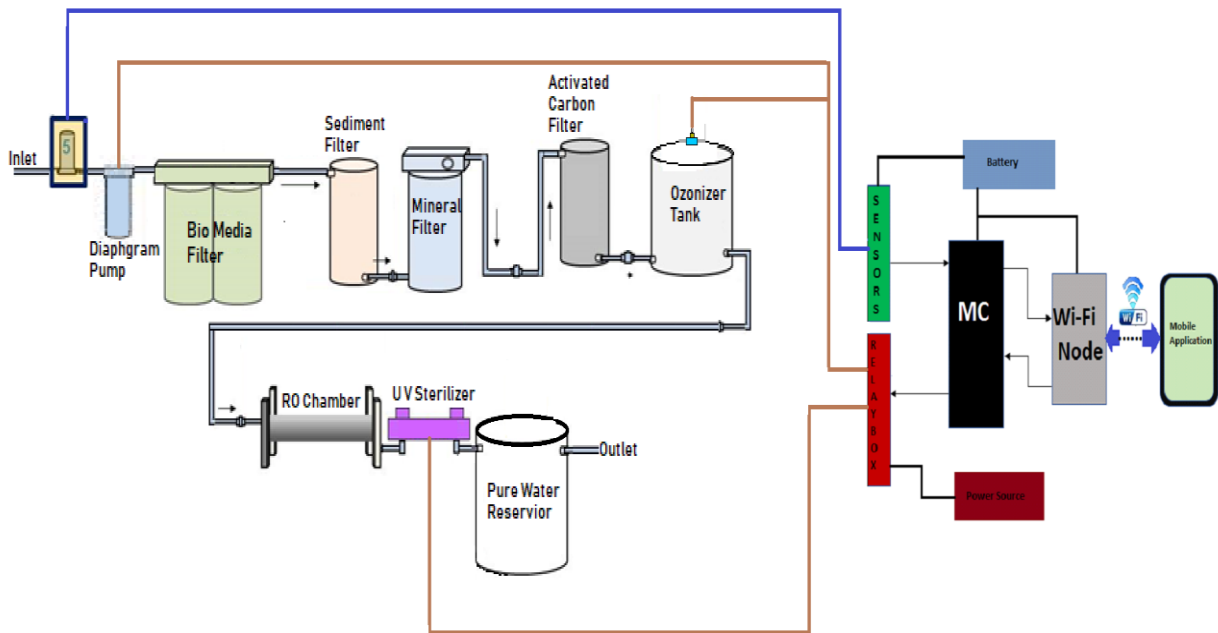 Inlet
5
Diaphgram
Pump
Bio Media
Filter
Sediment
Filter
Mineral
Filter
Activated
Carbon
Filter
Ozonizer
Tank
RO Chamber
UV Sterilizer
Pure Water
Reservior
Outlet
SENSORS
RELAYBOX
Battery
MC
Wi-Fi
Node
Wi Fi
Mobile
Application
Power Source